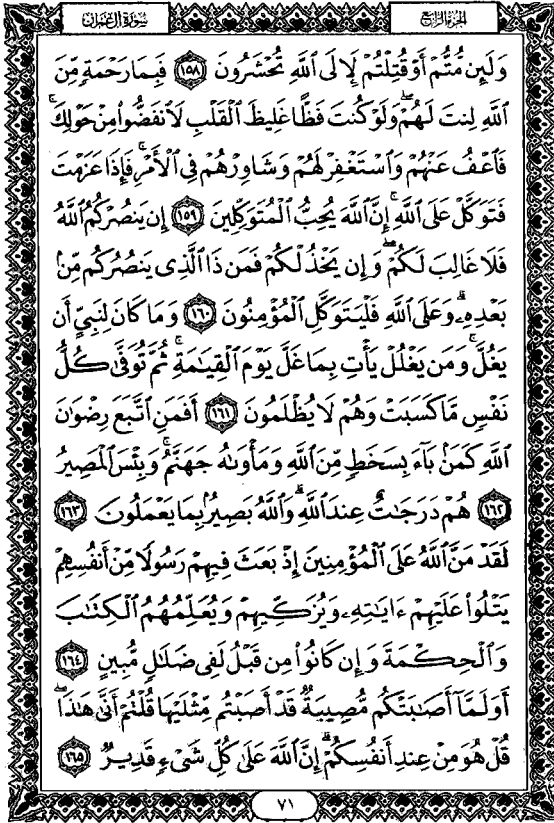 سورة آل عمران
الجزء الرابع
وَلَئِن مُّتُّمْ أَوْ قُتِلْتُمْ لَإِلَى ٱللَّهِ تُحْشَرُونَ ١٥٨ فَبِمَا رَحْمَةٍ مِّنَ
ٱللَّهِ لِنتَ لَهُمْ ۖ وَلَوْ كُنتَ فَظًّا غَلِيظَ ٱلْقَلْبِ لَٱنفَضُّوا۟ مِنْ حَوْلِكَ ۖ
فَٱعْفُ عَنْهُمْ وَٱسْتَغْفِرْ لَهُمْ وَشَاوِرْهُمْ فِى ٱلْأَمْرِ ۖ فَإِذَا عَزَمْتَ
فَتَوَكَّلْ عَلَى ٱللَّهِ ۚ إِنَّ ٱللَّهَ يُحِبُّ ٱلْمُتَوَكِّلِينَ ١٥٩ إِن يَنصُرْكُمُ ٱللَّهُ
فَلَا غَالِبَ لَكُمْ ۖ وَإِن يَخْذُلْكُمْ فَمَن ذَا ٱلَّذِى يَنصُرُكُم مِّنۢ
بَعْدِهِۦ ۗ وَعَلَى ٱللَّهِ فَلْيَتَوَكَّلِ ٱلْمُؤْمِنُونَ ١٦٠ وَمَا كَانَ لِنَبِىٍّ أَن
يَغُلَّ ۚ وَمَن يَغْلُلْ يَأْتِ بِمَا غَلَّ يَوْمَ ٱلْقِيَٰمَةِ ۚ ثُمَّ تُوَفَّىٰ كُلُّ
نَفْسٍ مَّا كَسَبَتْ وَهُمْ لَا يُظْلَمُونَ ١٦١ أَفَمَنِ ٱتَّبَعَ رِضْوَٰنَ
ٱللَّهِ كَمَنۢ بَآءَ بِسَخَطٍ مِّنَ ٱللَّهِ وَمَأْوَىٰهُ جَهَنَّمُ ۚ وَبِئْسَ ٱلْمَصِيرُ
١٦٢ هُمْ دَرَجَٰتٌ عِندَ ٱللَّهِ ۗ وَٱللَّهُ بَصِيرٌۢ بِمَا يَعْمَلُونَ ١٦٣
لَقَدْ مَنَّ ٱللَّهُ عَلَى ٱلْمُؤْمِنِينَ إِذْ بَعَثَ فِيهِمْ رَسُولًا مِّنْ أَنفُسِهِمْ
يَتْلُوا۟ عَلَيْهِمْ ءَايَٰتِهِۦ وَيُزَكِّيهِمْ وَيُعَلِّمُهُمُ ٱلْكِتَٰبَ
وَٱلْحِكْمَةَ وَإِن كَانُوا۟ مِن قَبْلُ لَفِى ضَلَٰلٍ مُّبِينٍ ١٦٤
أَوَلَمَّآ أَصَٰبَتْكُم مُّصِيبَةٌ قَدْ أَصَبْتُم مِّثْلَيْهَا قُلْتُمْ أَنَّىٰ هَٰذَا ۖ
قُلْ هُوَ مِنْ عِندِ أَنفُسِكُمْ ۗ إِنَّ ٱللَّهَ عَلَىٰ كُلِّ شَىْءٍ قَدِيرٌ ١٦٥
٧١